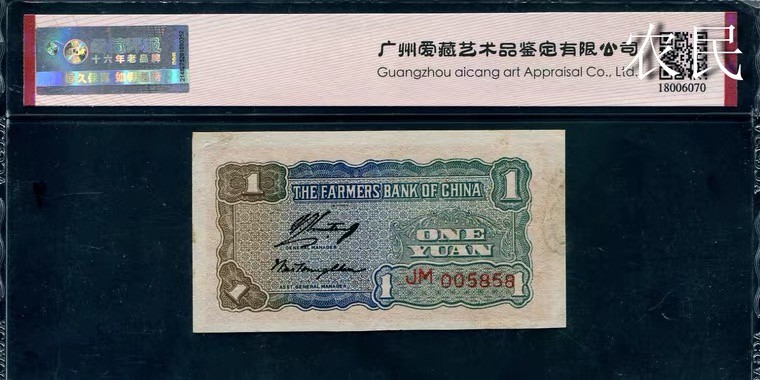 十六年老品牌
广州爱藏艺术品鉴定有限公司
农民
Guangzhou aicang art Appraisal Co., Ltd.
18006070
1
THE FARMERS BANK OF CHINA
1
GENERAL MANAGER
ONE
YUAN
JM 005858
ASST. GENERAL MANAGER
1
1
1